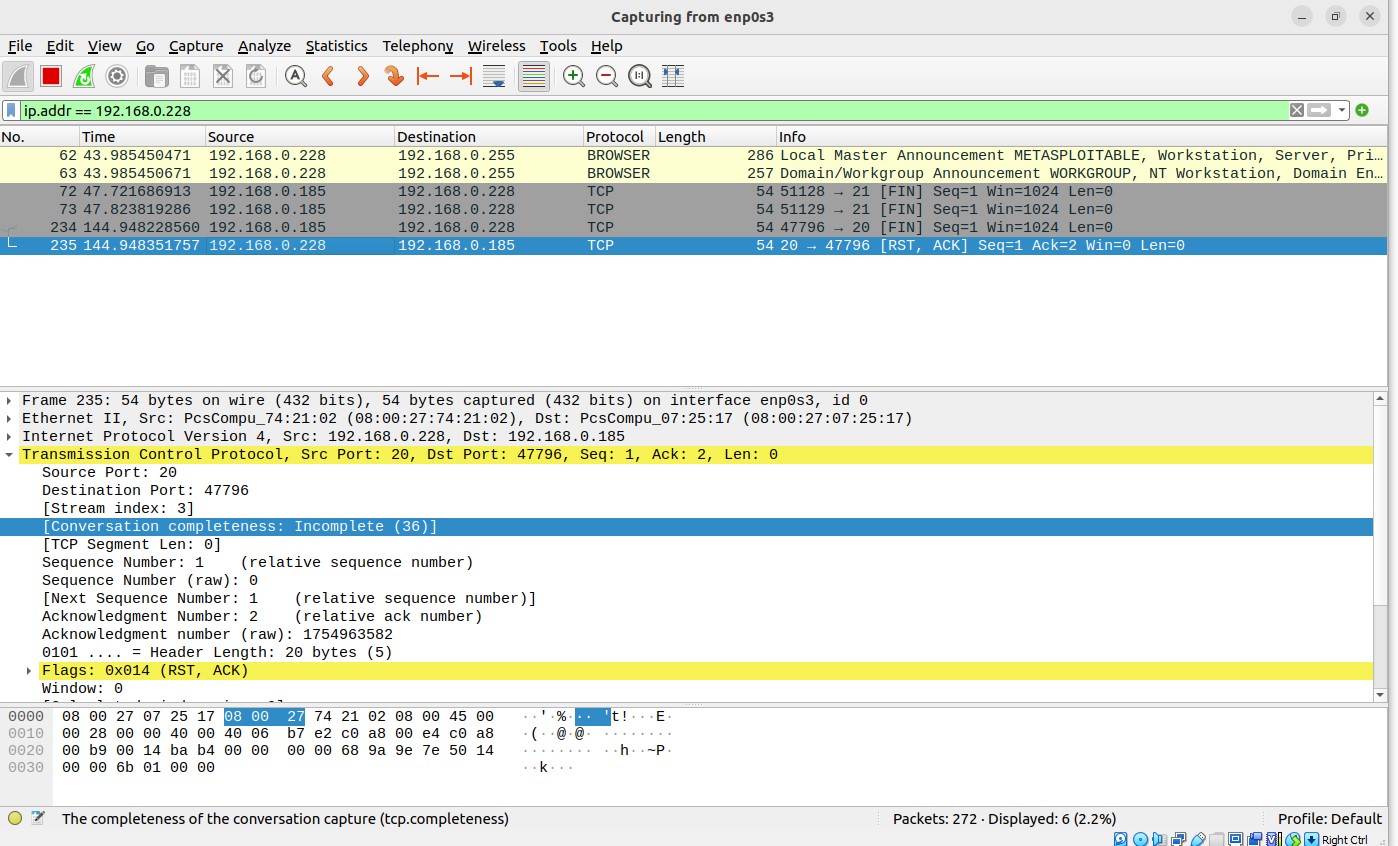 Capturing from enp0s3
File Edit View Go Capture Analyze Statistics Telephony Wireless Tools Help
ip.addr == 192.168.0.228
No. Time Source Destination Protocol Length Info
62 43.985450471 192.168.0.228 192.168.0.255 BROWSER 286 Local Master Announcement METASPLOITABLE, Workstation, Server, Pri…
63 43.985450671 192.168.0.228 192.168.0.255 BROWSER 257 Domain/Workgroup Announcement WORKGROUP, NT Workstation, Domain En…
72 47.721686913 192.168.0.185 192.168.0.228 TCP 54 51128 → 21 [FIN] Seq=1 Win=1024 Len=0
73 47.823819286 192.168.0.185 192.168.0.228 TCP 54 51129 → 21 [FIN] Seq=1 Win=1024 Len=0
234 144.948228560 192.168.0.185 192.168.0.228 TCP 54 47796 → 20 [FIN] Seq=1 Win=1024 Len=0
235 144.948351757 192.168.0.228 192.168.0.185 TCP 54 20 → 47796 [RST, ACK] Seq=1 Ack=2 Win=0 Len=0
Frame 235: 54 bytes on wire (432 bits), 54 bytes captured (432 bits) on interface enp0s3, id 0
Ethernet II, Src: PcsCompu_74:21:02 (08:00:27:74:21:02), Dst: PcsCompu_07:25:17 (08:00:27:07:25:17)
Internet Protocol Version 4, Src: 192.168.0.228, Dst: 192.168.0.185
Transmission Control Protocol, Src Port: 20, Dst Port: 47796, Seq: 1, Ack: 2, Len: 0
Source Port: 20
Destination Port: 47796
[Stream index: 3]
[Conversation completeness: Incomplete (36)]
[TCP Segment Len: 0]
Sequence Number: 1    (relative sequence number)
Sequence Number (raw): 0
[Next Sequence Number: 1    (relative sequence number)]
Acknowledgment Number: 2    (relative ack number)
Acknowledgment number (raw): 1754963582
0101 .... = Header Length: 20 bytes (5)
Flags: 0x014 (RST, ACK)
Window: 0
0000 08 00 27 07 25 17 08 00 27 74 21 02 08 00 45 00 ··'·%··· 't!···E·
0010 00 28 00 00 40 00 40 06 b7 e2 c0 a8 00 e4 c0 a8 ·(··@·@· ········
0020 00 b9 00 14 ba b4 00 00 00 00 68 9a 9e 7e 50 14 ········ ··h··~P·
0030 00 00 6b 01 00 00 ··k···
The completeness of the conversation capture (tcp.completeness)
Packets: 272 · Displayed: 6 (2.2%)
Profile: Default
Right Ctrl